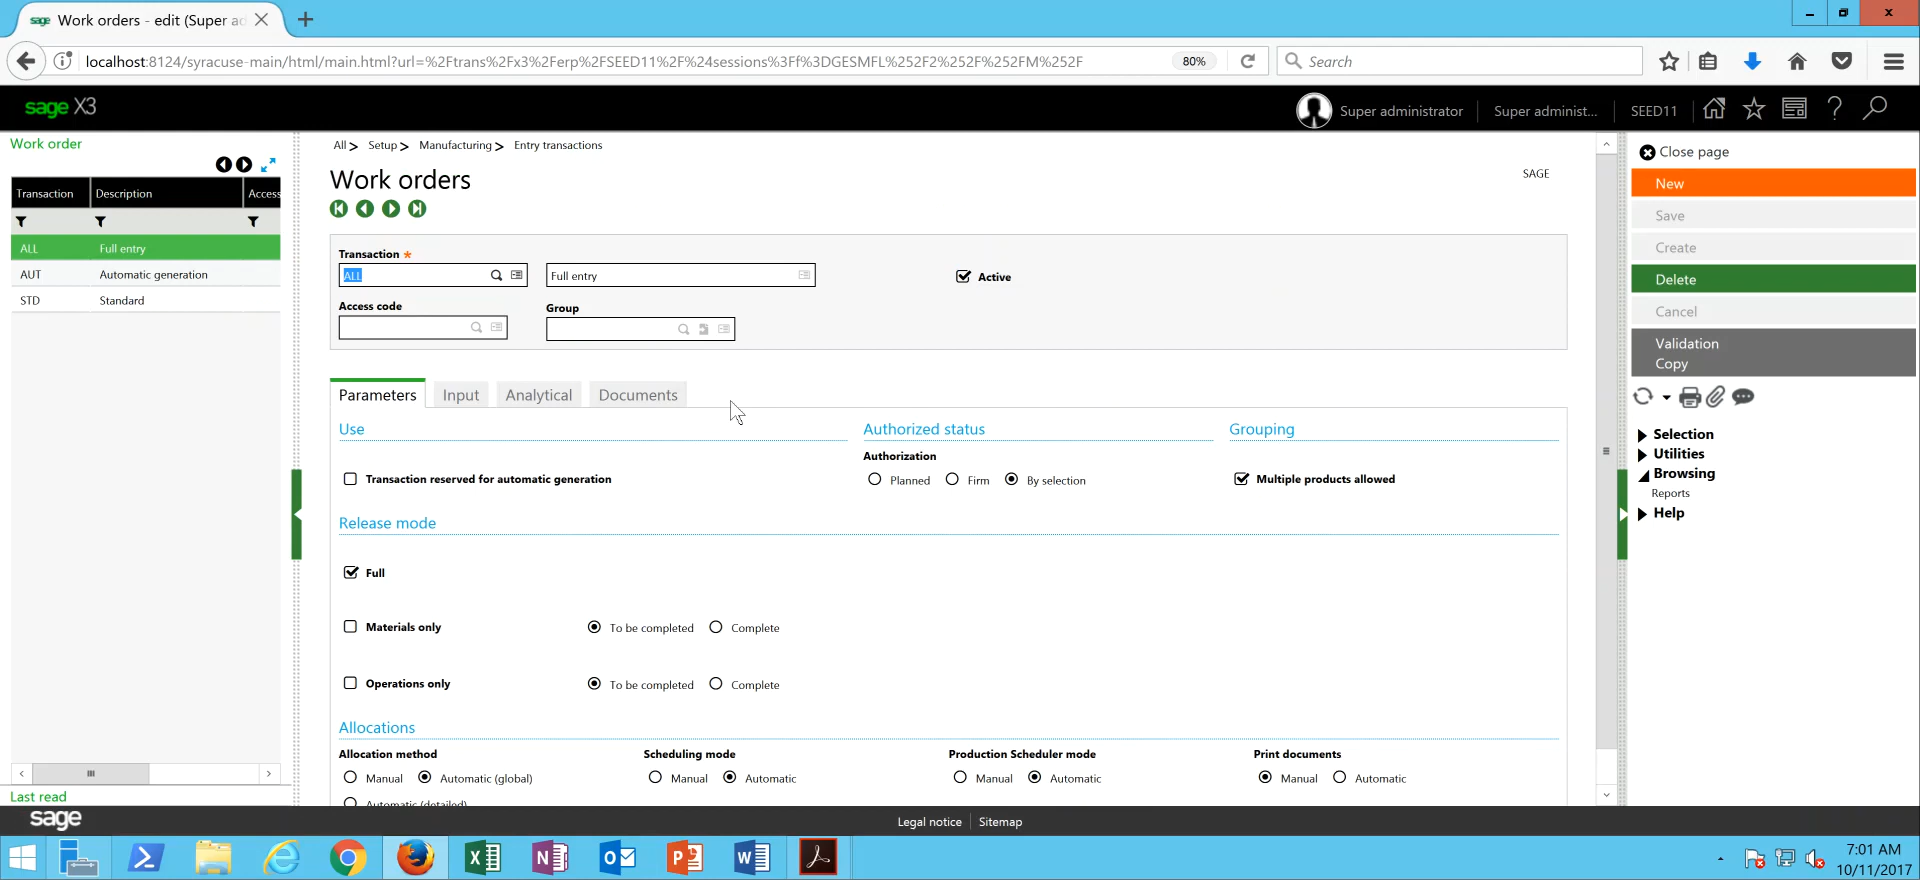 sage Work orders - edit (Super ad
localhost:8124/syracuse-main/html/main.html?url=%2Ftrans%2Fx3%2Ferp%2FSEED11%2F%24sessions%3Ff%3DGESMFL%252F2%252F%252FM%252F
80%
Search
sage X3
Super administrator
Super administ...
SEED11
Work order
Transaction
Description
Access
ALL
Full entry
AUT
Automatic generation
STD
Standard
Last read
All
Setup
Manufacturing
Entry transactions
Work orders
SAGE
Transaction *
ALL
Full entry
Active
Access code
Group
Parameters
Input
Analytical
Documents
Use
Authorized status
Grouping
Authorization
Transaction reserved for automatic generation
Planned
Firm
By selection
Multiple products allowed
Release mode
Full
Materials only
To be completed
Complete
Operations only
To be completed
Complete
Allocations
Allocation method
Scheduling mode
Production Scheduler mode
Print documents
Manual
Automatic (global)
Manual
Automatic
Manual
Automatic
Manual
Automatic
Automatic (detailed)
Close page
New
Save
Create
Delete
Cancel
Validation
Copy
Selection
Utilities
Browsing
Reports
Help
sage
Legal notice
Sitemap
7:01 AM
10/11/2017